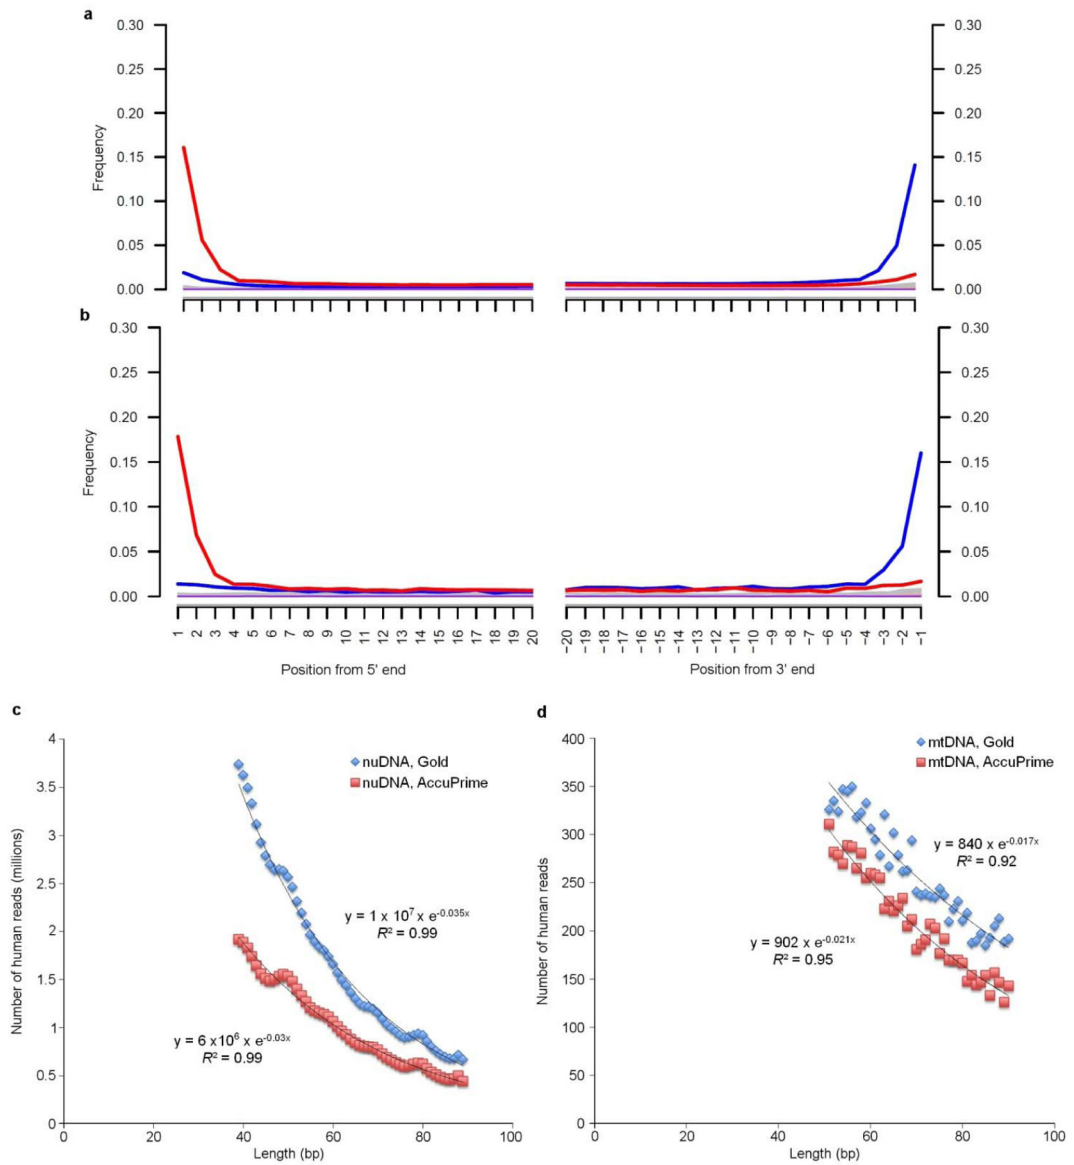 a
0.30 0.30
0.25 0.25
0.20 0.20
0.15 0.15
0.10 0.10
0.05 0.05
0.00 0.00
Frequency
b
0.30 0.30
0.25 0.25
0.20 0.20
0.15 0.15
0.10 0.10
0.05 0.05
0.00 0.00
Frequency
1 2 3 4 5 6 7 8 9 10 11 12 13 14 15 16 17 18 19 20
−20 −19 −18 −17 −16 −15 −14 −13 −12 −11 −10 −9 −8 −7 −6 −5 −4 −3 −2 −1
Position from 5' end
Position from 3' end
c
4
3.5
3
2.5
2
1.5
1
0.5
0
Number of human reads (millions)
nuDNA, Gold
nuDNA, AccuPrime
y = 1 x 10⁷ x e⁻⁰·⁰³⁵ˣ
R² = 0.99
y = 6 x10⁶ x e⁻⁰·⁰³ˣ
R² = 0.99
0 20 40 60 80 100
Length (bp)
d
400
350
300
250
200
150
100
50
0
Number of human reads
mtDNA, Gold
mtDNA, AccuPrime
y = 840 x e⁻⁰·⁰¹⁷ˣ
R² = 0.92
y = 902 x e⁻⁰·⁰²¹ˣ
R² = 0.95
0 20 40 60 80 100
Length (bp)